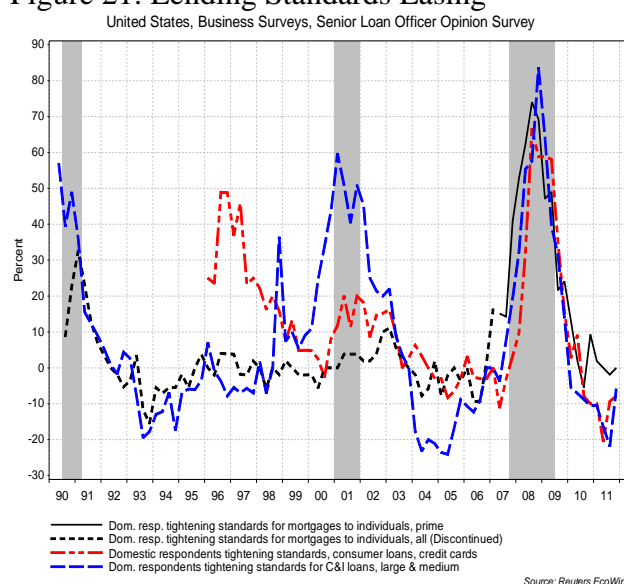 Figure 21: Lending Standards Easing
United States, Business Surveys, Senior Loan Officer Opinion Survey
90
80
70
60
50
40
30
20
10
0
-10
-20
-30
Percent
90 91 92 93 94 95 96 97 98 99 00 01 02 03 04 05 06 07 08 09 10 11
Dom. resp. tightening standards for mortgages to individuals, prime
Dom. resp. tightening standards for mortgages to individuals, all (Discontinued)
Domestic respondents tightening standards, consumer loans, credit cards
Dom. respondents tightening standards for C&I loans, large & medium
Source: Reuters EcoWin